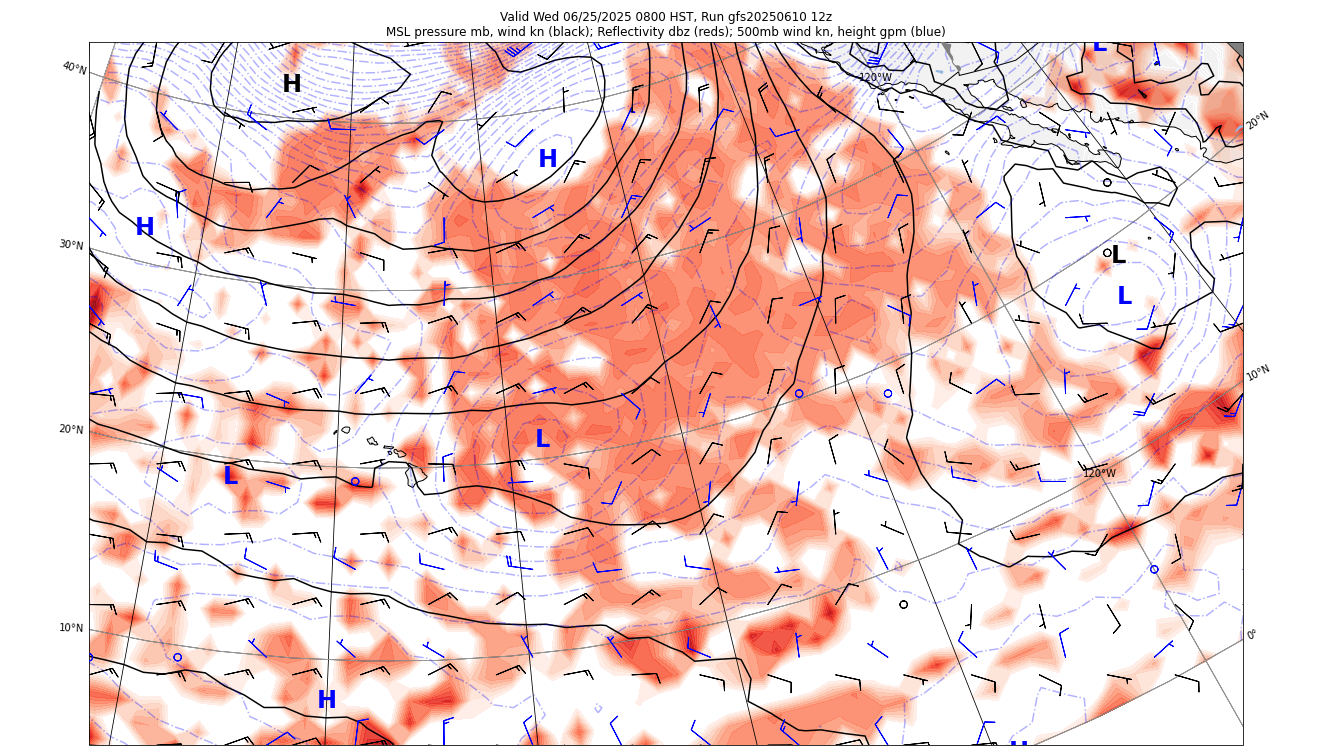 Valid Wed 06/25/2025 0800 HST, Run gfs20250610 12z
MSL pressure mb, wind kn (black); Reflectivity dbz (reds); 500mb wind kn, height gpm (blue)
L
40°N
H
120°W
20°N
H
H
30°N
L
L
10°N
20°N
L
L
120°W
10°N
0°
H
H